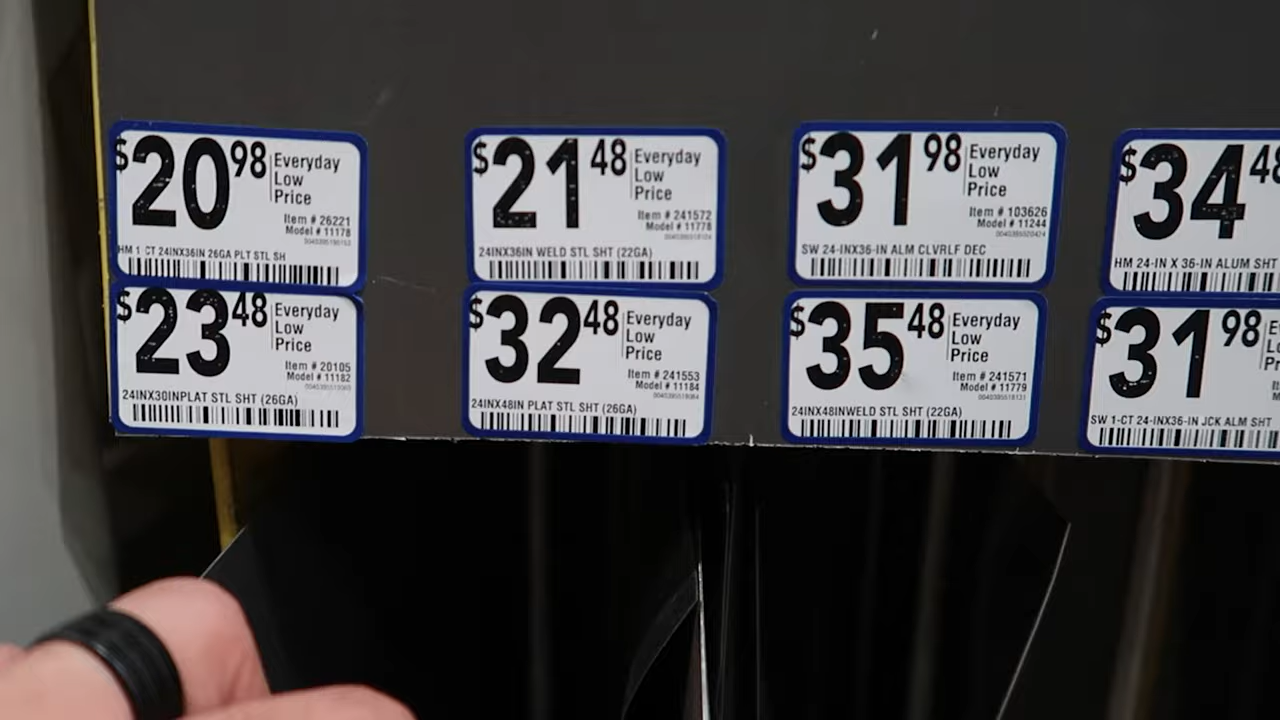 $20 98 Everyday Low Price
Item # 26221
Model # 11178
HM 1 CT 24INX36IN 26GA PLT STL SH
$21 48 Everyday Low Price
Item # 241572
Model # 11778
24INX36IN WELD STL SHT (22GA)
$31 98 Everyday Low Price
Item # 103626
Model # 11244
SW 24-INX36-IN ALM CLVRLF DEC
$34 48
HM 24-IN X 36-IN ALUM SHT
$23 48 Everyday Low Price
Item # 20105
Model # 11182
24INX30INPLAT STL SHT (26GA)
$32 48 Everyday Low Price
Item # 241553
Model # 11184
24INX48IN PLAT STL SHT (26GA)
$35 48 Everyday Low Price
Item # 241571
Model # 11779
24INX48INWELD STL SHT (22GA)
$31 98
SW 1-CT 24-INX36-IN JCK ALM SHT